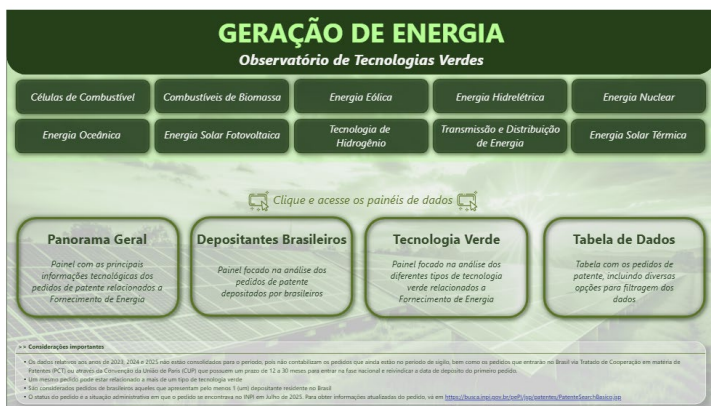 GERAÇÃO DE ENERGIA
Observatório de Tecnologias Verdes
Células de Combustível
Combustíveis de Biomassa
Energia Eólica
Energia Hidrelétrica
Energia Nuclear
Energia Oceânica
Energia Solar Fotovoltaica
Tecnologia de
Hidrogênio
Transmissão e Distribuição
de Energia
Energia Solar Térmica
Clique e acesse os painéis de dados
Panorama Geral
Painel com as principais
informações tecnológicas dos
pedidos de patente relacionados a
Fornecimento de Energia
Depositantes Brasileiros
Painel focado na análise dos
pedidos de patente
depositados por brasileiros
Tecnologia Verde
Painel focado na análise dos
diferentes tipos de tecnologia
verde relacionados a
Fornecimento de Energia
Tabela de Dados
Tabela com os pedidos de
patente, incluindo diversas
opções para filtragem dos
dados
>> Considerações importantes
• Os dados relativos aos anos de 2023, 2024 e 2025 não estão consolidados para o período, pois não contabilizam os pedidos que ainda estão no período de sigilo, bem como os pedidos que entrarão no Brasil via Tratado de Cooperação em matéria de
Patentes (PCT) ou através da Convenção da União de Paris (CUP) que possuem um prazo de 12 a 30 meses para entrar na fase nacional e reivindicar a data de depósito do primeiro pedido.
• Um mesmo pedido pode estar relacionado a mais de um tipo de tecnologia verde
• São considerados pedidos de brasileiros aqueles que apresentam pelo menos 1 (um) depositante residente no Brasil
• O status do pedido é a situação administrativa em que o pedido se encontrava no INPI em Julho de 2025. Para obter informações atualizadas do pedido, vá em https://busca.inpi.gov.br/pePI/jsp/patentes/PatenteSearchBasico.jsp